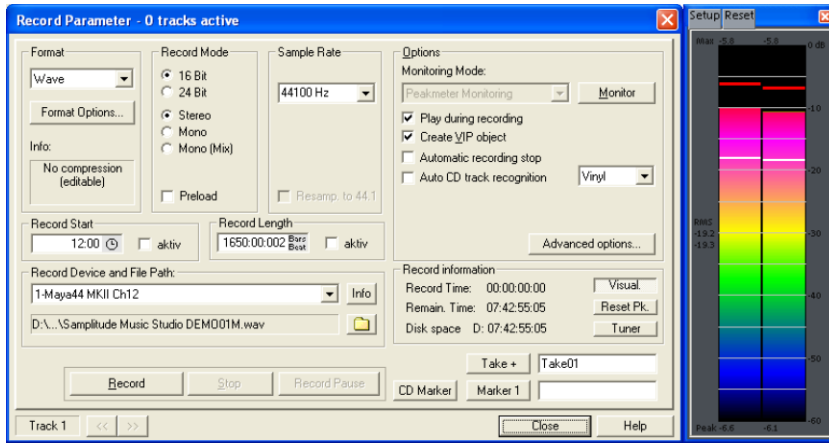 Record Parameter - 0 tracks active
Format
Wave
Format Options...
Info:
No compression
(editable)
Record Mode
16 Bit
24 Bit
Stereo
Mono
Mono (Mix)
Preload
Sample Rate
44100 Hz
Resamp. to 44.1
Options
Monitoring Mode:
Peakmeter Monitoring
Monitor
Play during recording
Create VIP object
Automatic recording stop
Auto CD track recognition
Vinyl
Advanced options...
Record Start
12:00
aktiv
Record Length
1650:00:002
Bars
Beat
aktiv
Record Device and File Path:
1-Maya44 MKII Ch12
Info
D:\...\Samplitude Music Studio DEMO01M.wav
Record information
Record Time: 00:00:00:00
Visual.
Remain. Time: 07:42:55:05
Reset Pk.
Disk space D: 07:42:55:05
Tuner
Record
Stop
Record Pause
Take +
Take01
CD Marker
Marker 1
Track 1
<<
>>
Close
Help
Setup
Reset
Max -5.8 -5.8
0 dB
-10
-20
RMS
-19.2
-19.3
-30
-40
-50
-60
Peak -6.6 -6.1